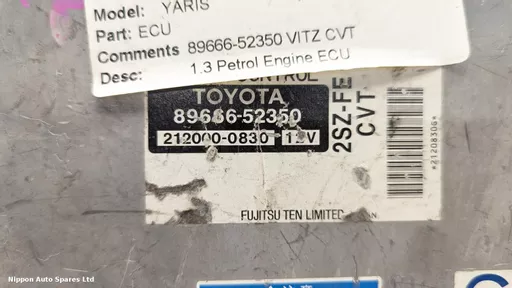 Model: YARIS
Part: ECU
Comments 89666-52350 VITZ CVT
Desc: 1.3 Petrol Engine ECU
CONTROL
TOYOTA
89666-52350
212000-0830 12V
2SZ-FE
CVT
*21208306*
FUJITSU TEN LIMITED
Nippon Auto Spares Ltd